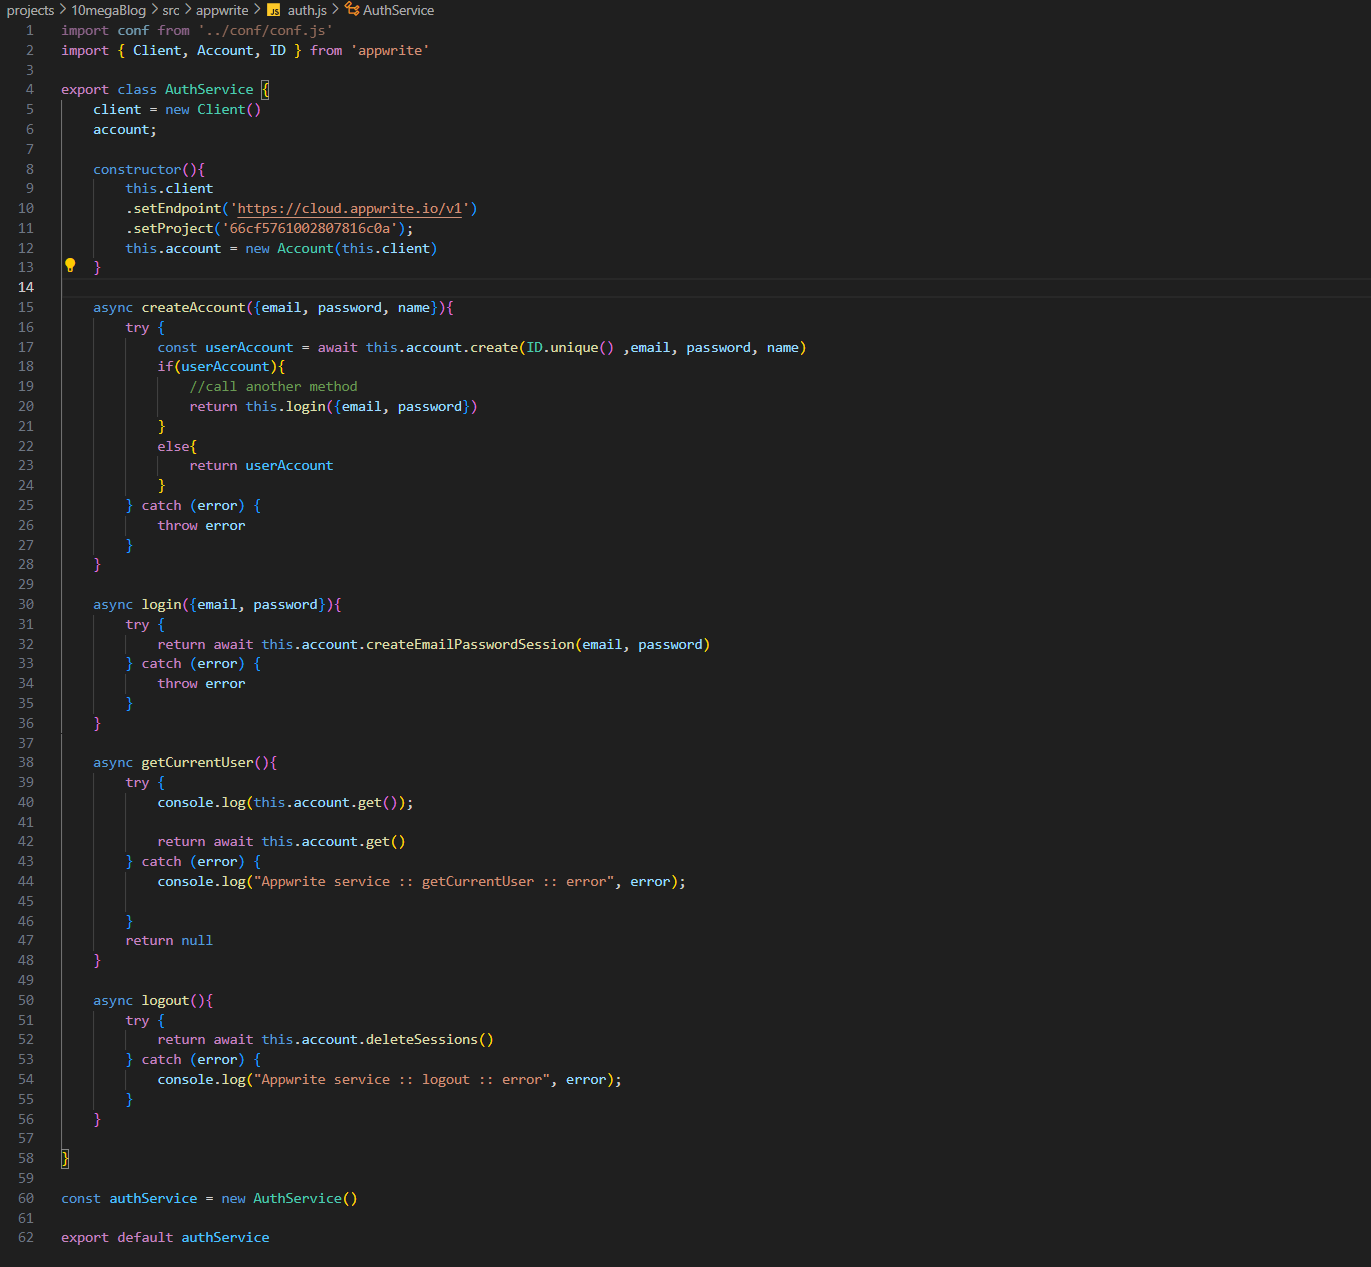 projects > 10megaBlog > src > appwrite > JS auth.js > AuthService
1 import conf from '../conf/conf.js'
2 import { Client, Account, ID } from 'appwrite'
3
4 export class AuthService {
5     client = new Client()
6     account;
7
8     constructor(){
9         this.client
10         .setEndpoint('https://cloud.appwrite.io/v1')
11         .setProject('66cf5761002807816c0a');
12         this.account = new Account(this.client)
13     }
14
15     async createAccount({email, password, name}){
16         try {
17             const userAccount = await this.account.create(ID.unique() ,email, password, name)
18             if(userAccount){
19                 //call another method
20                 return this.login({email, password})
21             }
22             else{
23                 return userAccount
24             }
25         } catch (error) {
26             throw error
27         }
28     }
29
30     async login({email, password}){
31         try {
32             return await this.account.createEmailPasswordSession(email, password)
33         } catch (error) {
34             throw error
35         }
36     }
37
38     async getCurrentUser(){
39         try {
40             console.log(this.account.get());
41
42             return await this.account.get()
43         } catch (error) {
44             console.log("Appwrite service :: getCurrentUser :: error", error);
45
46         }
47         return null
48     }
49
50     async logout(){
51         try {
52             return await this.account.deleteSessions()
53         } catch (error) {
54             console.log("Appwrite service :: logout :: error", error);
55         }
56     }
57
58 }
59
60 const authService = new AuthService()
61
62 export default authService